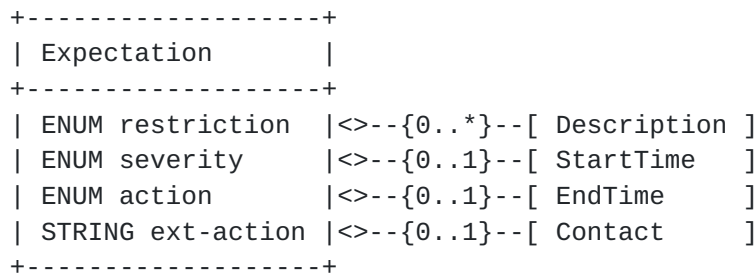 +-------------------+
| Expectation       |
+-------------------+
| ENUM restriction  |<>--{0..*}--[ Description ]
| ENUM severity     |<>--{0..1}--[ StartTime   ]
| ENUM action       |<>--{0..1}--[ EndTime     ]
| STRING ext-action |<>--{0..1}--[ Contact     ]
+-------------------+